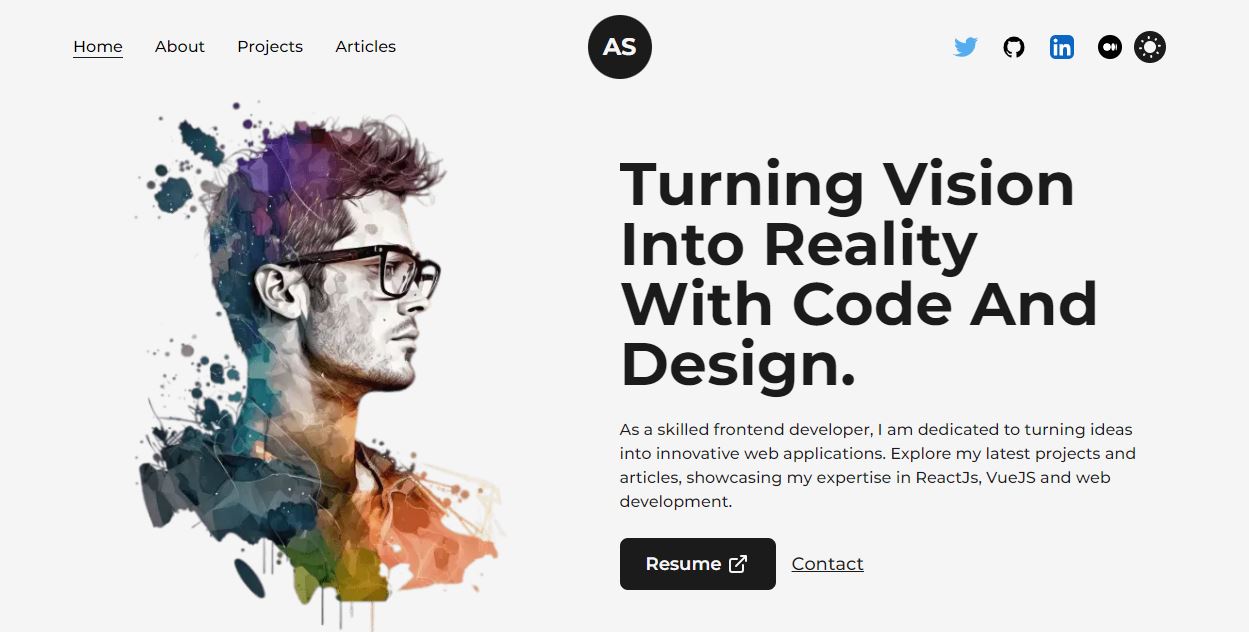 Home About Projects Articles
AS
in
Turning Vision
Into Reality
With Code And
Design.
As a skilled frontend developer, I am dedicated to turning ideas
into innovative web applications. Explore my latest projects and
articles, showcasing my expertise in ReactJs, VueJS and web
development.
Resume Contact